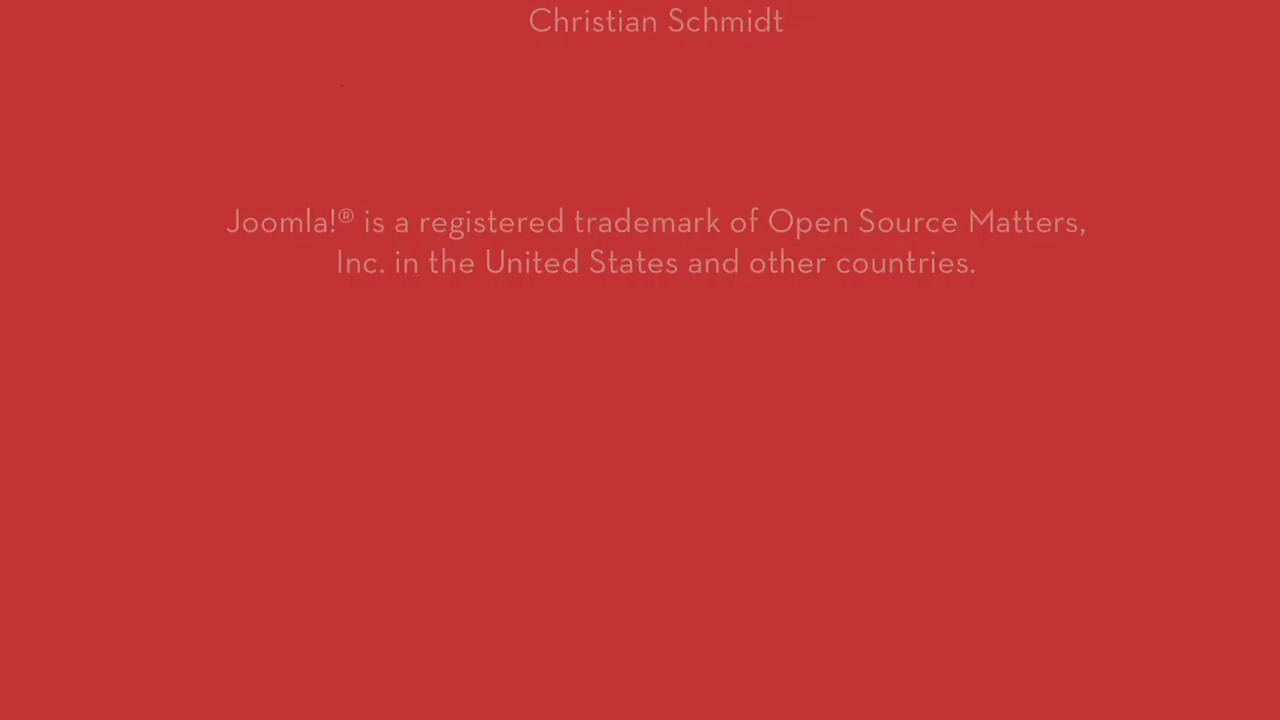 Christian Schmidt
Joomla!® is a registered trademark of Open Source Matters,
Inc. in the United States and other countries.